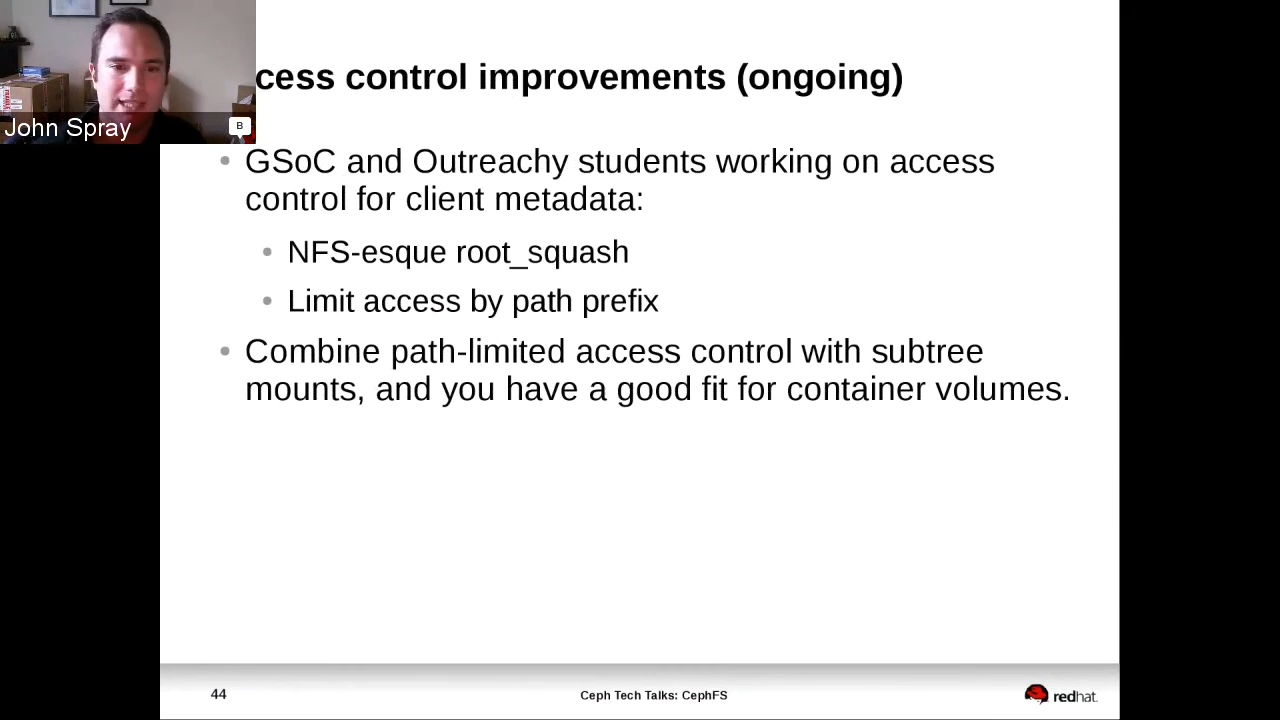 cess control improvements (ongoing)
John Spray
B
GSoC and Outreachy students working on access
control for client metadata:
NFS-esque root_squash
Limit access by path prefix
Combine path-limited access control with subtree
mounts, and you have a good fit for container volumes.
44
Ceph Tech Talks: CephFS
redhat.